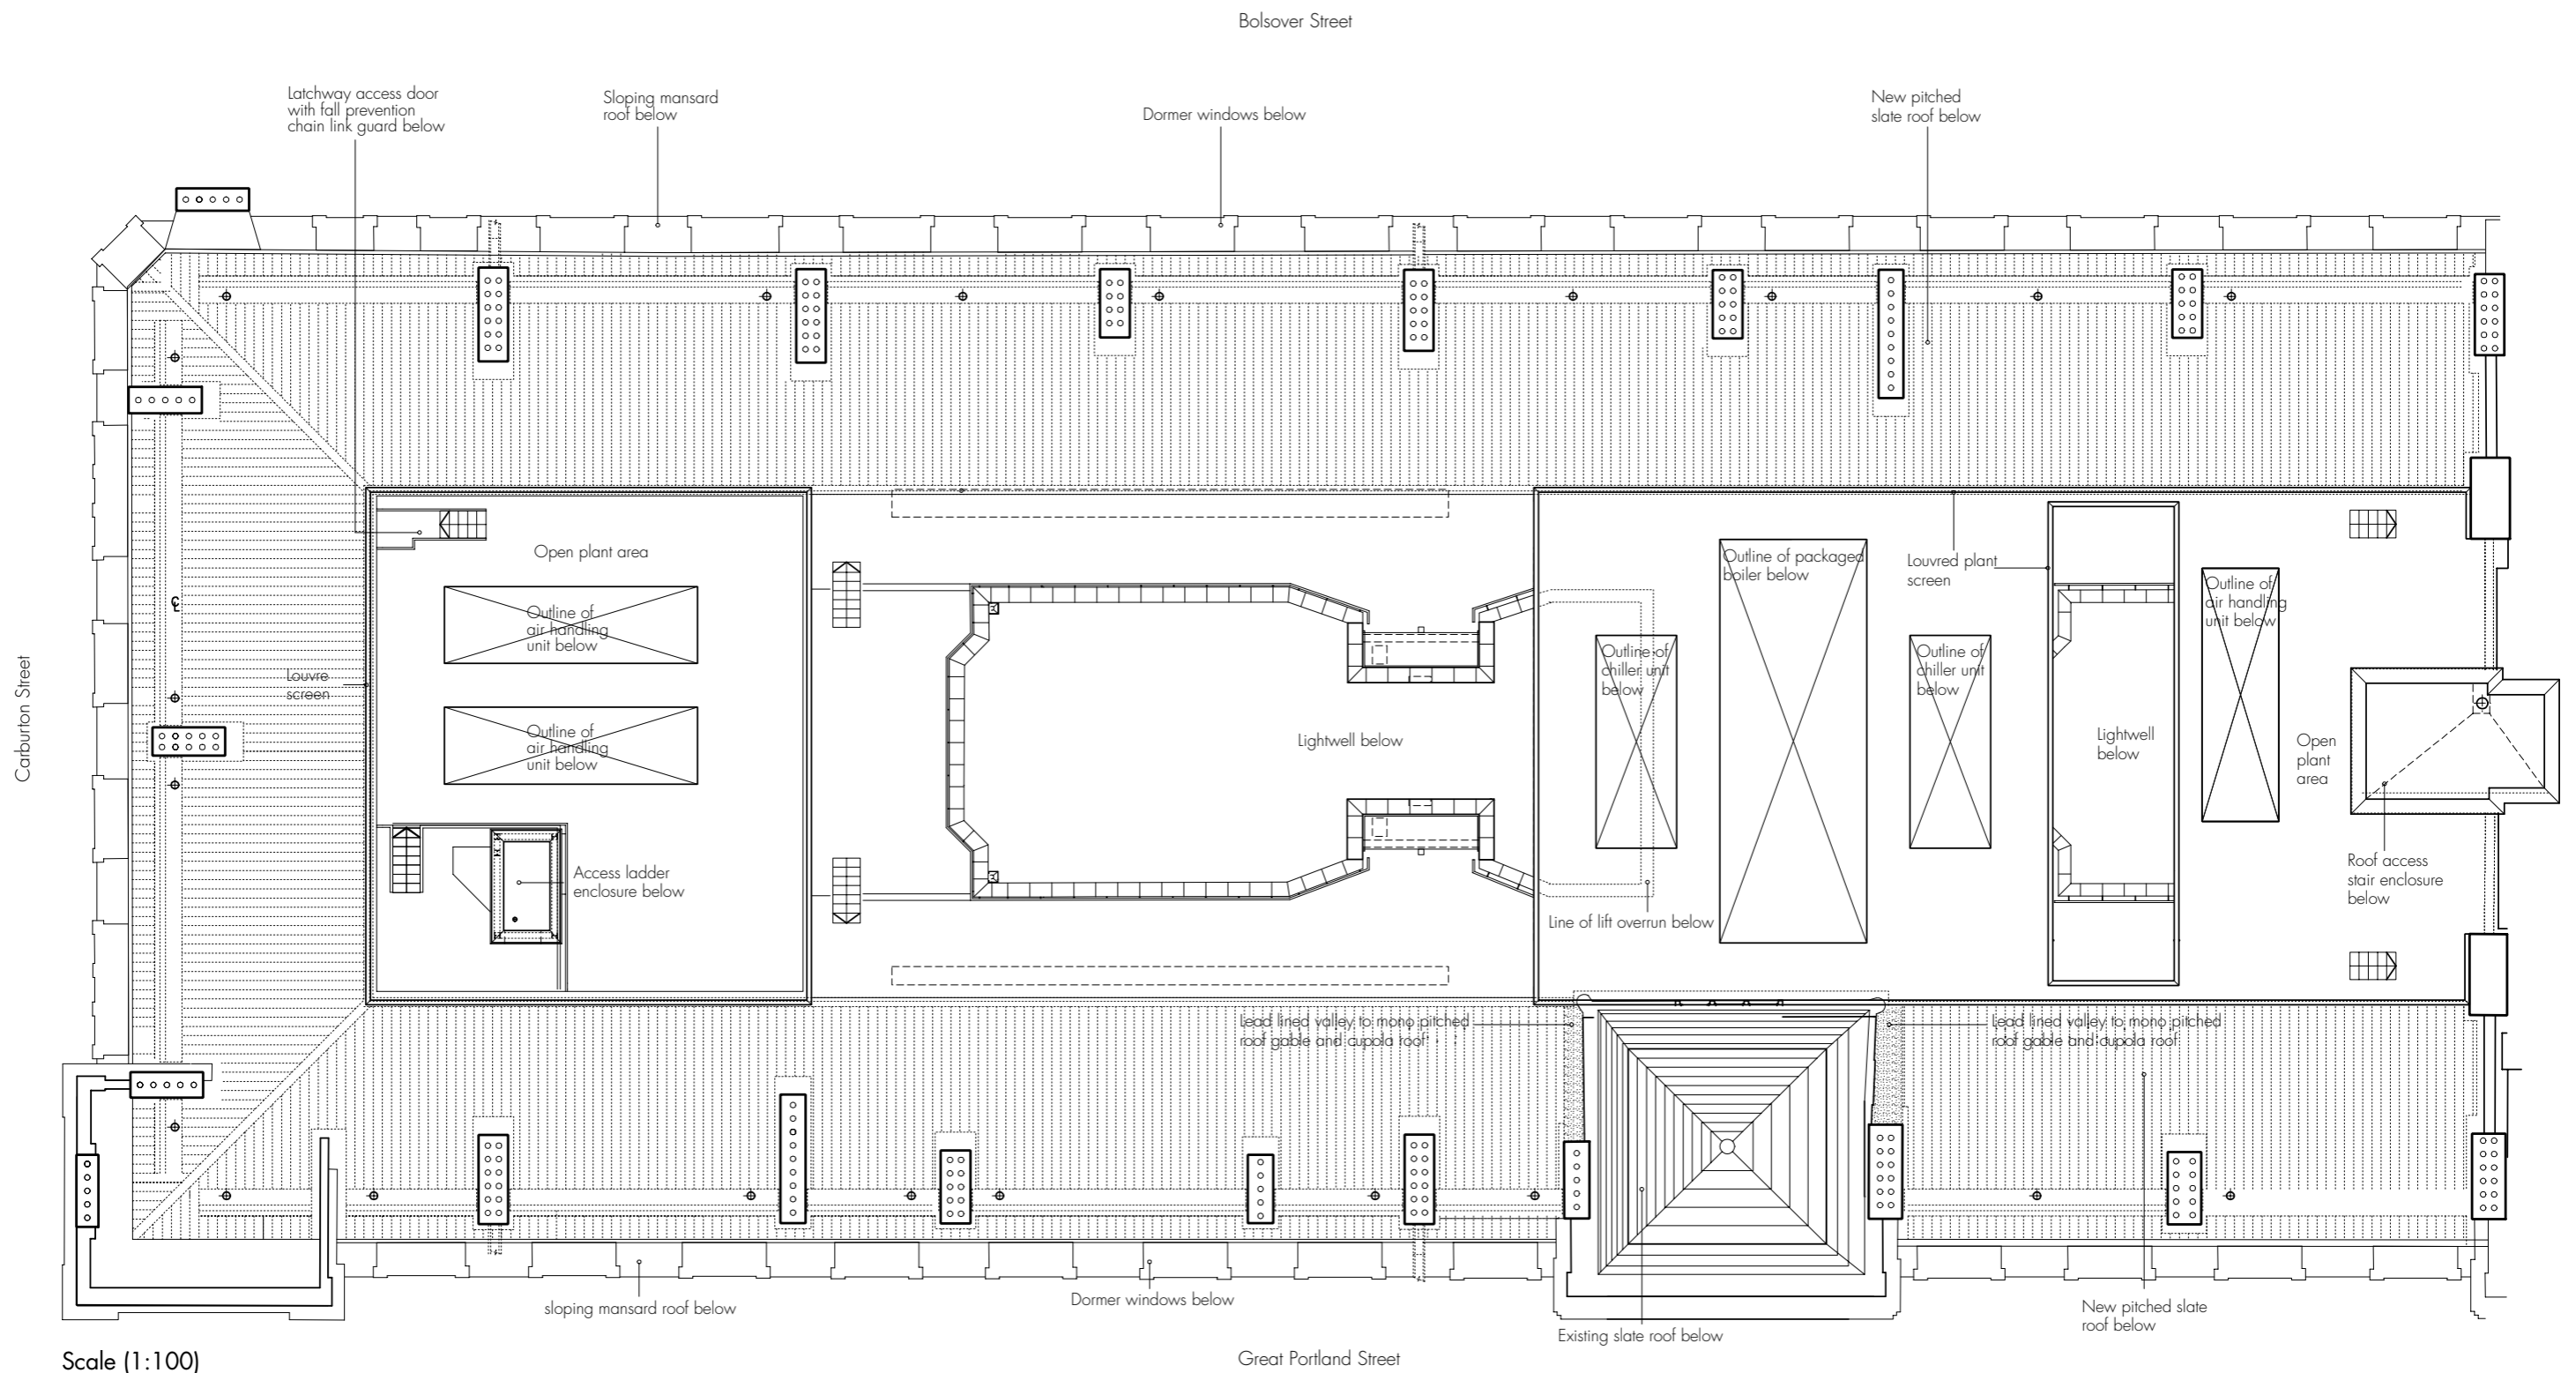 Bolsover Street
Latchway access door
with fall prevention
chain link guard below
Sloping mansard
roof below
Dormer windows below
New pitched
slate roof below
Open plant area
Outline of
air handling
unit below
Outline of
air handling
unit below
Louvre
screen
Carburton Street
Access ladder
enclosure below
Lightwell below
Outline of
chiller unit
below
Outline of packaged
boiler below
Louvred plant
screen
Outline of
chiller unit
below
Lightwell
below
Outline of
air handling
unit below
Open
plant
area
Roof access
stair enclosure
below
Line of lift overrun below
Lead lined valley to mono pitched
roof gable and cupola roof
Lead lined valley to mono pitched
roof gable and cupola roof
sloping mansard roof below
Dormer windows below
Existing slate roof below
New pitched slate
roof below
Scale (1:100)
Great Portland Street